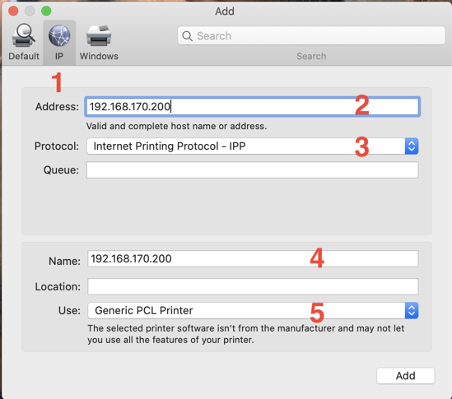 Add
Default IP Windows
Search
Search
1
Address: 192.168.170.200 2
Valid and complete host name or address.
Protocol: Internet Printing Protocol - IPP 3
Queue:
Name: 192.168.170.200 4
Location:
Use: Generic PCL Printer 5
The selected printer software isn't from the manufacturer and may not let
you use all the features of your printer.
Add